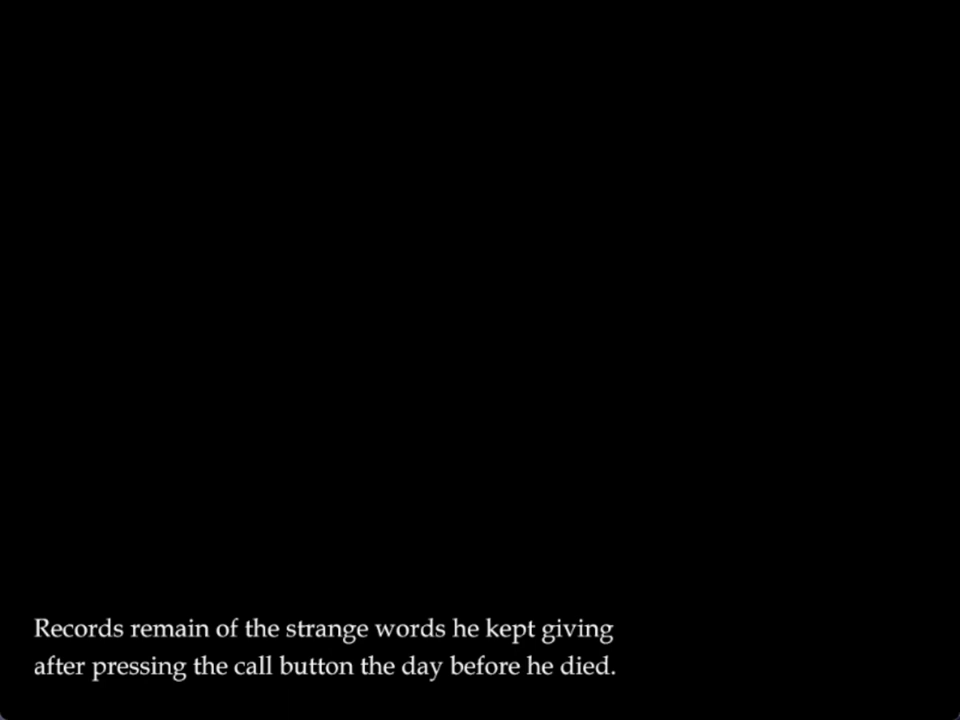 Records remain of the strange words he kept giving
after pressing the call button the day before he died.